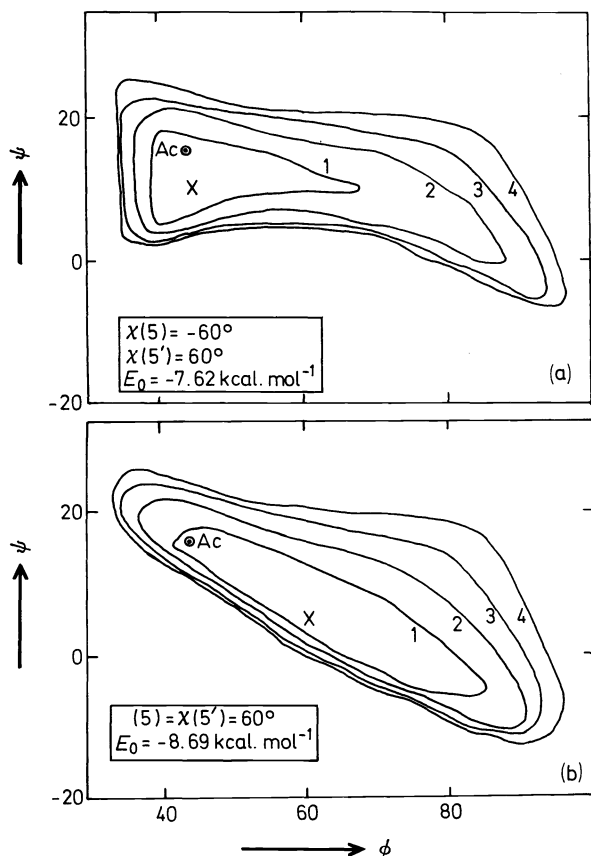 20
0
-20
ψ
Ac
X
1
2
3
4
χ(5) = -60°
χ(5') = 60°
E₀ = -7.62 kcal. mol⁻¹
(a)
20
0
-20
ψ
Ac
X
1
2
3
4
(5) = χ(5') = 60°
E₀ = -8.69 kcal. mol⁻¹
(b)
40
60
80
ϕ